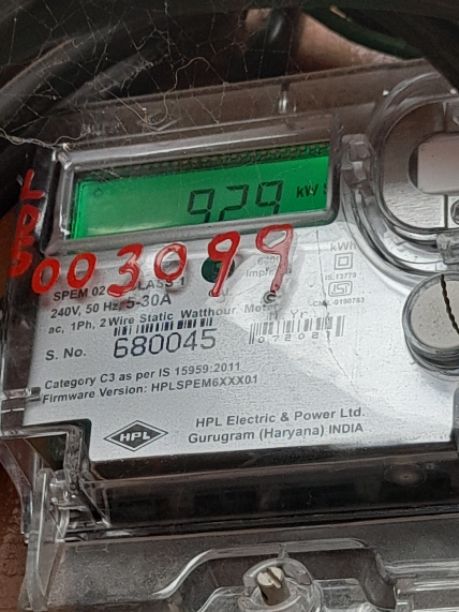 929 kW
003099
kWh
SPEM 02
CLASS 1
IS 13779
240V, 50 Hz, 5-30A
ac, 1Ph, 2 Wire Static Watthour
S. No. 680045
Category C3 as per IS 15959:2011
Firmware Version: HPLSPEM6XXX01
HPL
HPL Electric & Power Ltd.
Gurugram (Haryana) INDIA